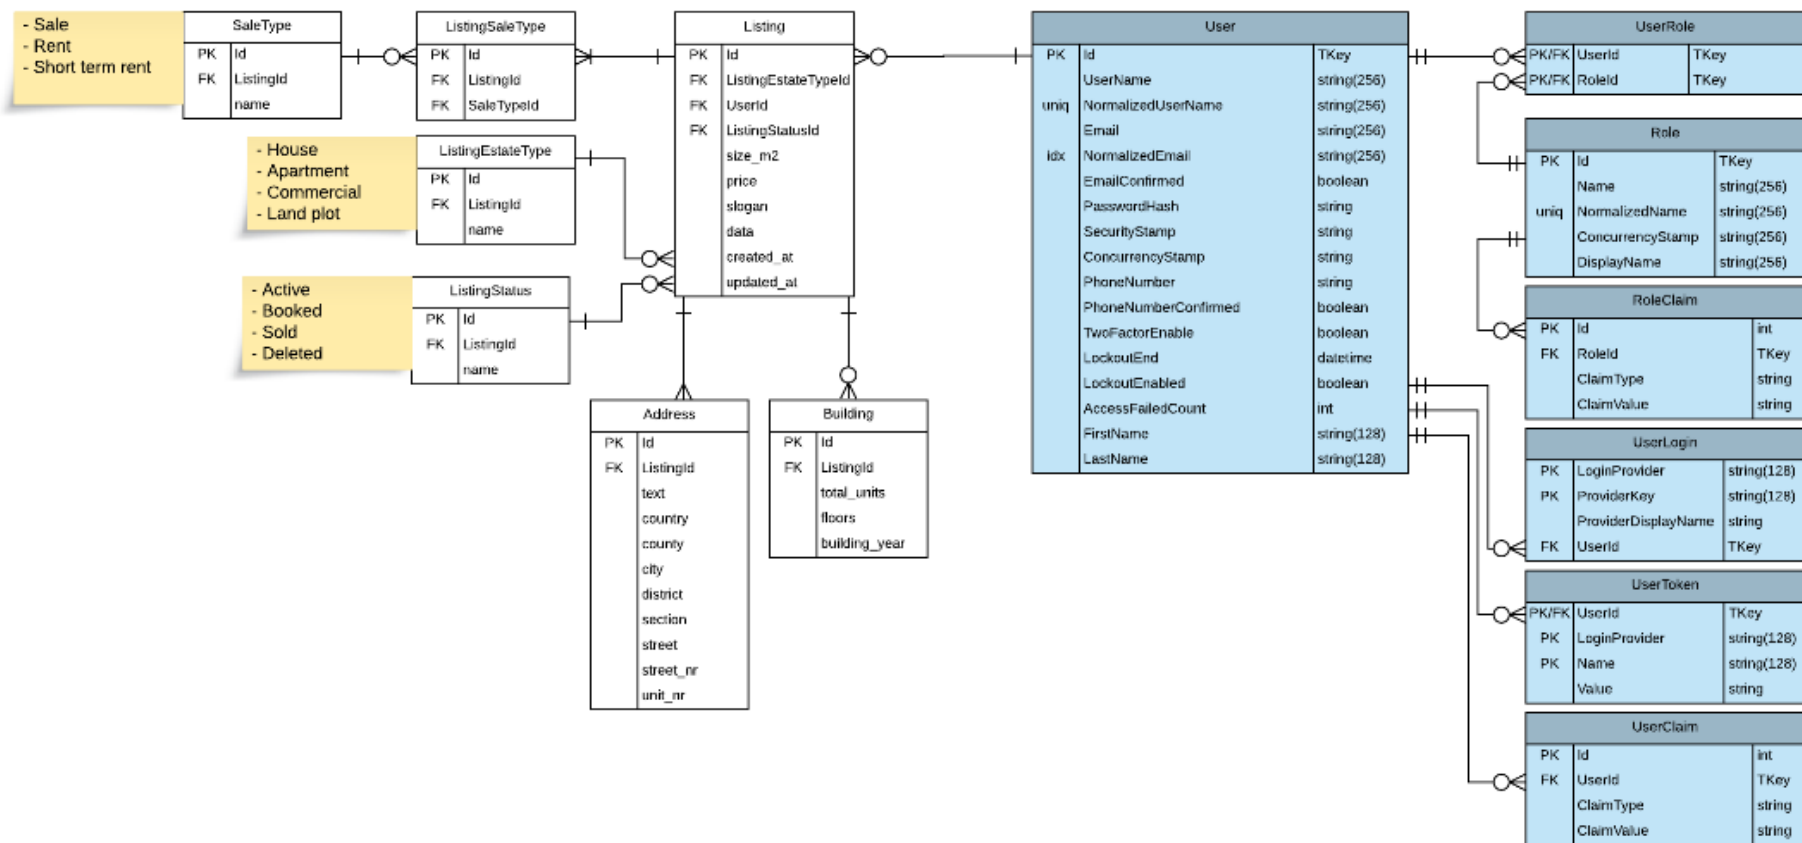 - Sale
- Rent
- Short term rent
SaleType
PK Id
FK ListingId
name
ListingSaleType
PK Id
FK ListingId
FK SaleTypeId
- House
- Apartment
- Commercial
- Land plot
ListingEstateType
PK Id
FK ListingId
name
- Active
- Booked
- Sold
- Deleted
ListingStatus
PK Id
FK ListingId
name
Listing
PK Id
FK ListingEstateTypeId
FK UserId
FK ListingStatusId
size_m2
price
slogan
data
created_at
updated_at
Address
PK Id
FK ListingId
text
country
county
city
district
section
street
street_nr
unit_nr
Building
PK Id
FK ListingId
total_units
floors
building_year
User
PK Id TKey
UserName string(256)
uniq NormalizedUserName string(256)
Email string(256)
idx NormalizedEmail string(256)
EmailConfirmed boolean
PasswordHash string
SecurityStamp string
ConcurrencyStamp string
PhoneNumber string
PhoneNumberConfirmed boolean
TwoFactorEnable boolean
LockoutEnd datetime
LockoutEnabled boolean
AccessFailedCount int
FirstName string(128)
LastName string(128)
UserRole
PK/FK UserId TKey
PK/FK RoleId TKey
Role
PK Id TKey
Name string(256)
uniq NormalizedName string(256)
ConcurrencyStamp string(256)
DisplayName string(256)
RoleClaim
PK Id int
FK RoleId TKey
ClaimType string
ClaimValue string
UserLogin
PK LoginProvider string(128)
PK ProviderKey string(128)
ProviderDisplayName string
FK UserId TKey
UserToken
PK/FK UserId TKey
PK LoginProvider string(128)
PK Name string(128)
Value string
UserClaim
PK Id int
FK UserId TKey
ClaimType string
ClaimValue string